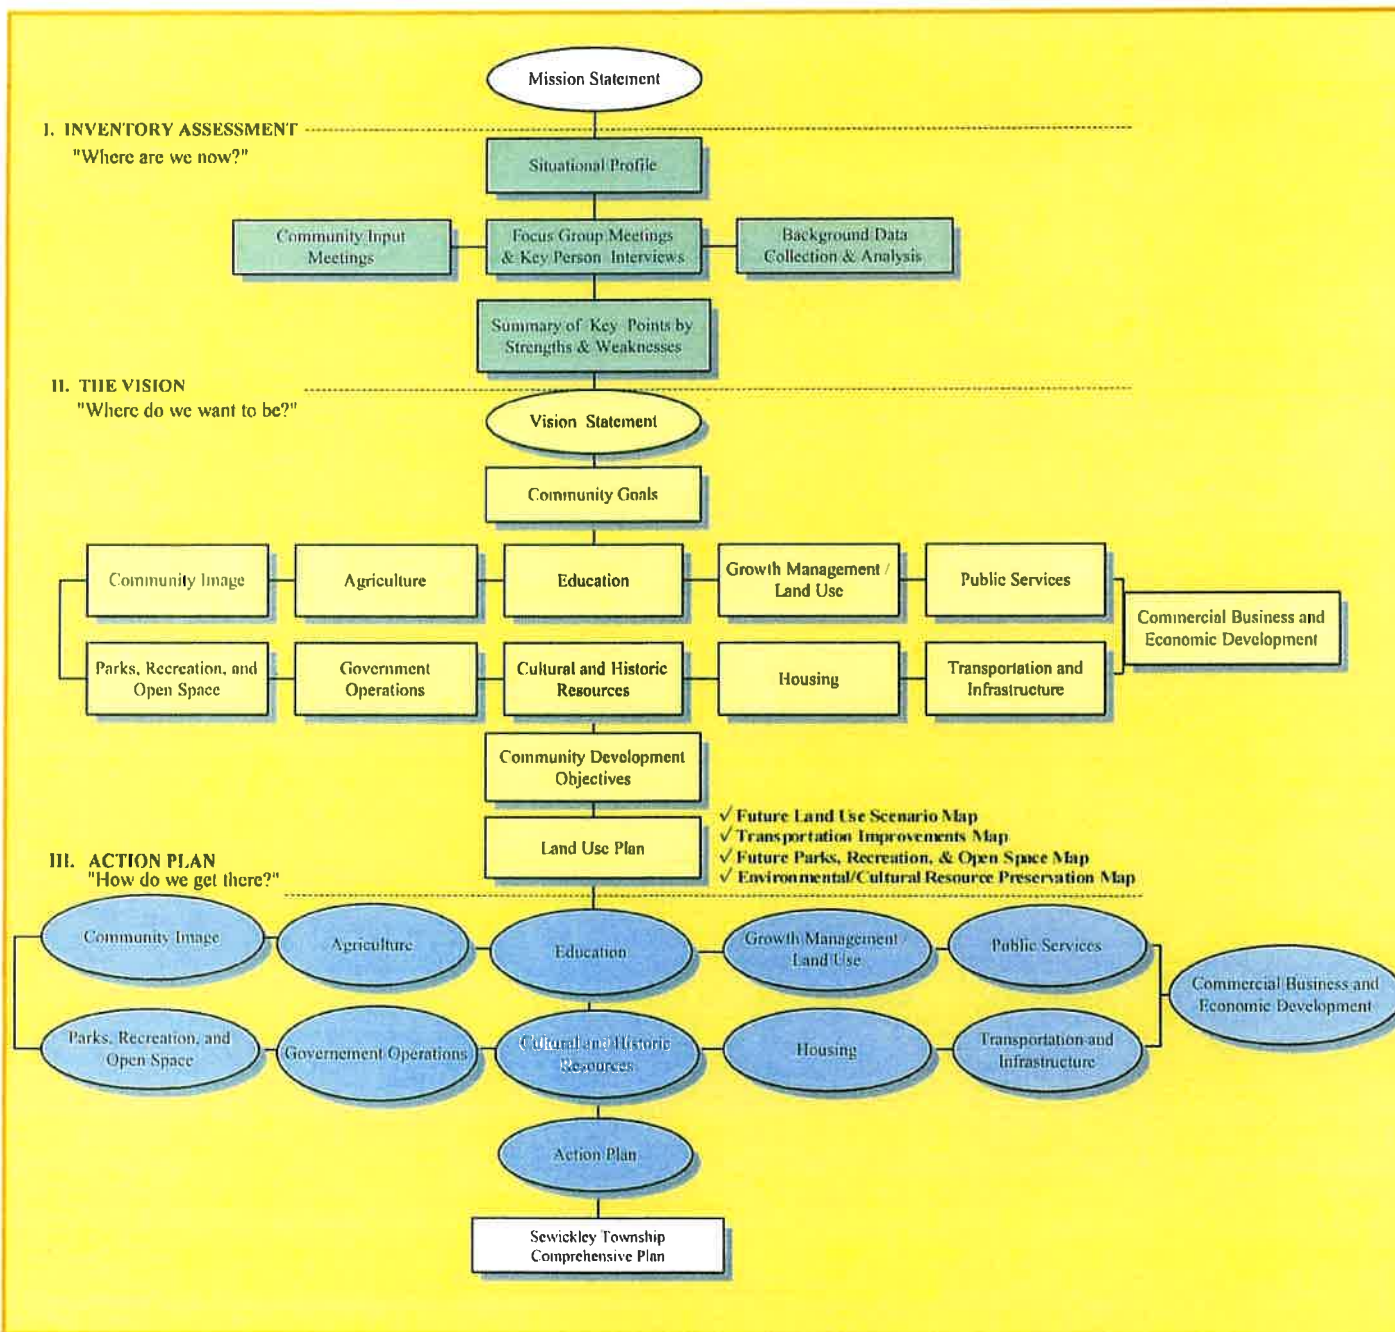 Mission Statement
I. INVENTORY ASSESSMENT
"Where are we now?"
Situational Profile
Community Input
Meetings
Focus Group Meetings
& Key Person Interviews
Background Data
Collection & Analysis
Summary of Key Points by
Strengths & Weaknesses
II. THE VISION
"Where do we want to be?"
Vision Statement
Community Goals
Community Image
Agriculture
Education
Growth Management /
Land Use
Public Services
Commercial Business and
Economic Development
Parks, Recreation, and
Open Space
Government
Operations
Cultural and Historic
Resources
Housing
Transportation and
Infrastructure
Community Development
Objectives
Land Use Plan
✓ Future Land Use Scenario Map
✓ Transportation Improvements Map
✓ Future Parks, Recreation, & Open Space Map
✓ Environmental/Cultural Resource Preservation Map
III. ACTION PLAN
"How do we get there?"
Community Image
Agriculture
Education
Growth Management /
Land Use
Public Services
Commercial Business and
Economic Development
Parks, Recreation, and
Open Space
Governement Operations
Cultural and Historic
Resources
Housing
Transportation and
Infrastructure
Action Plan
Sewickley Township
Comprehensive Plan